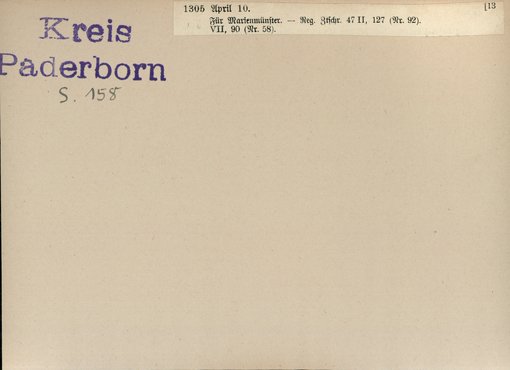 Kreis
Paderborn
S. 158
1305 April 10. [13
Für Marienmünster. — Reg. Ztschr. 47 II, 127 (Nr. 92).
VII, 90 (Nr. 58).